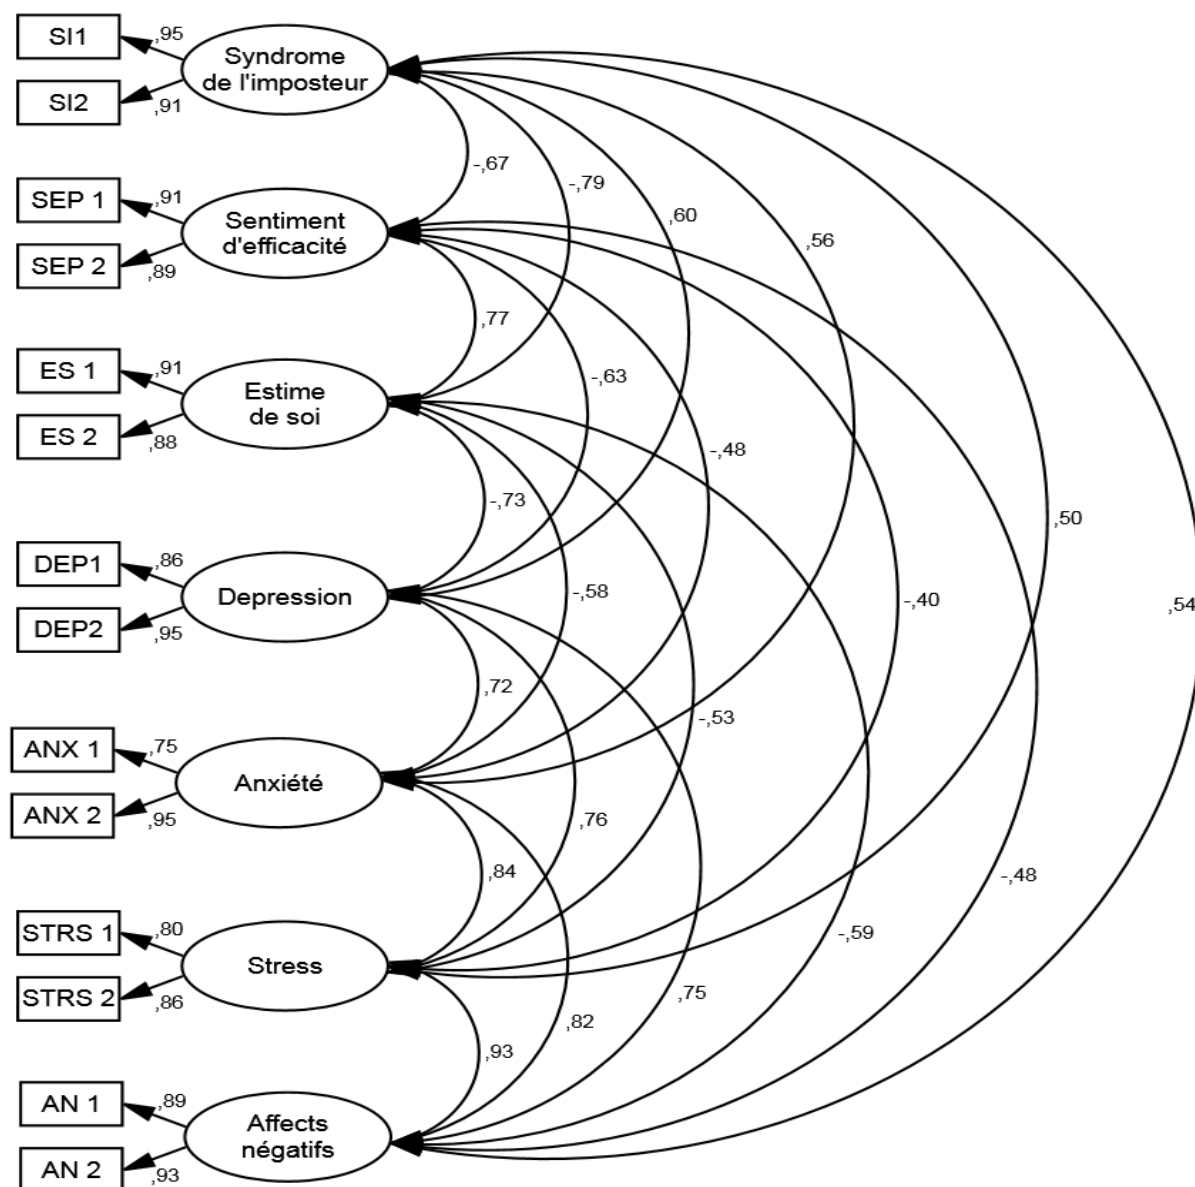 SI1
,95
Syndrome
de l'imposteur
SI2
,91
-,67
-,79
,60
,56
SEP 1
,91
Sentiment
d'efficacité
SEP 2
,89
,77
ES 1
,91
Estime
de soi
ES 2
,88
-,63
-,48
-,73
,50
DEP1
,86
Depression
DEP2
,95
-,58
-,40
,54
,72
-,53
ANX 1
,75
Anxiété
ANX 2
,95
,76
,84
-,48
STRS 1
,80
Stress
STRS 2
,86
-,59
,75
,82
,93
AN 1
,89
Affects
négatifs
AN 2
,93